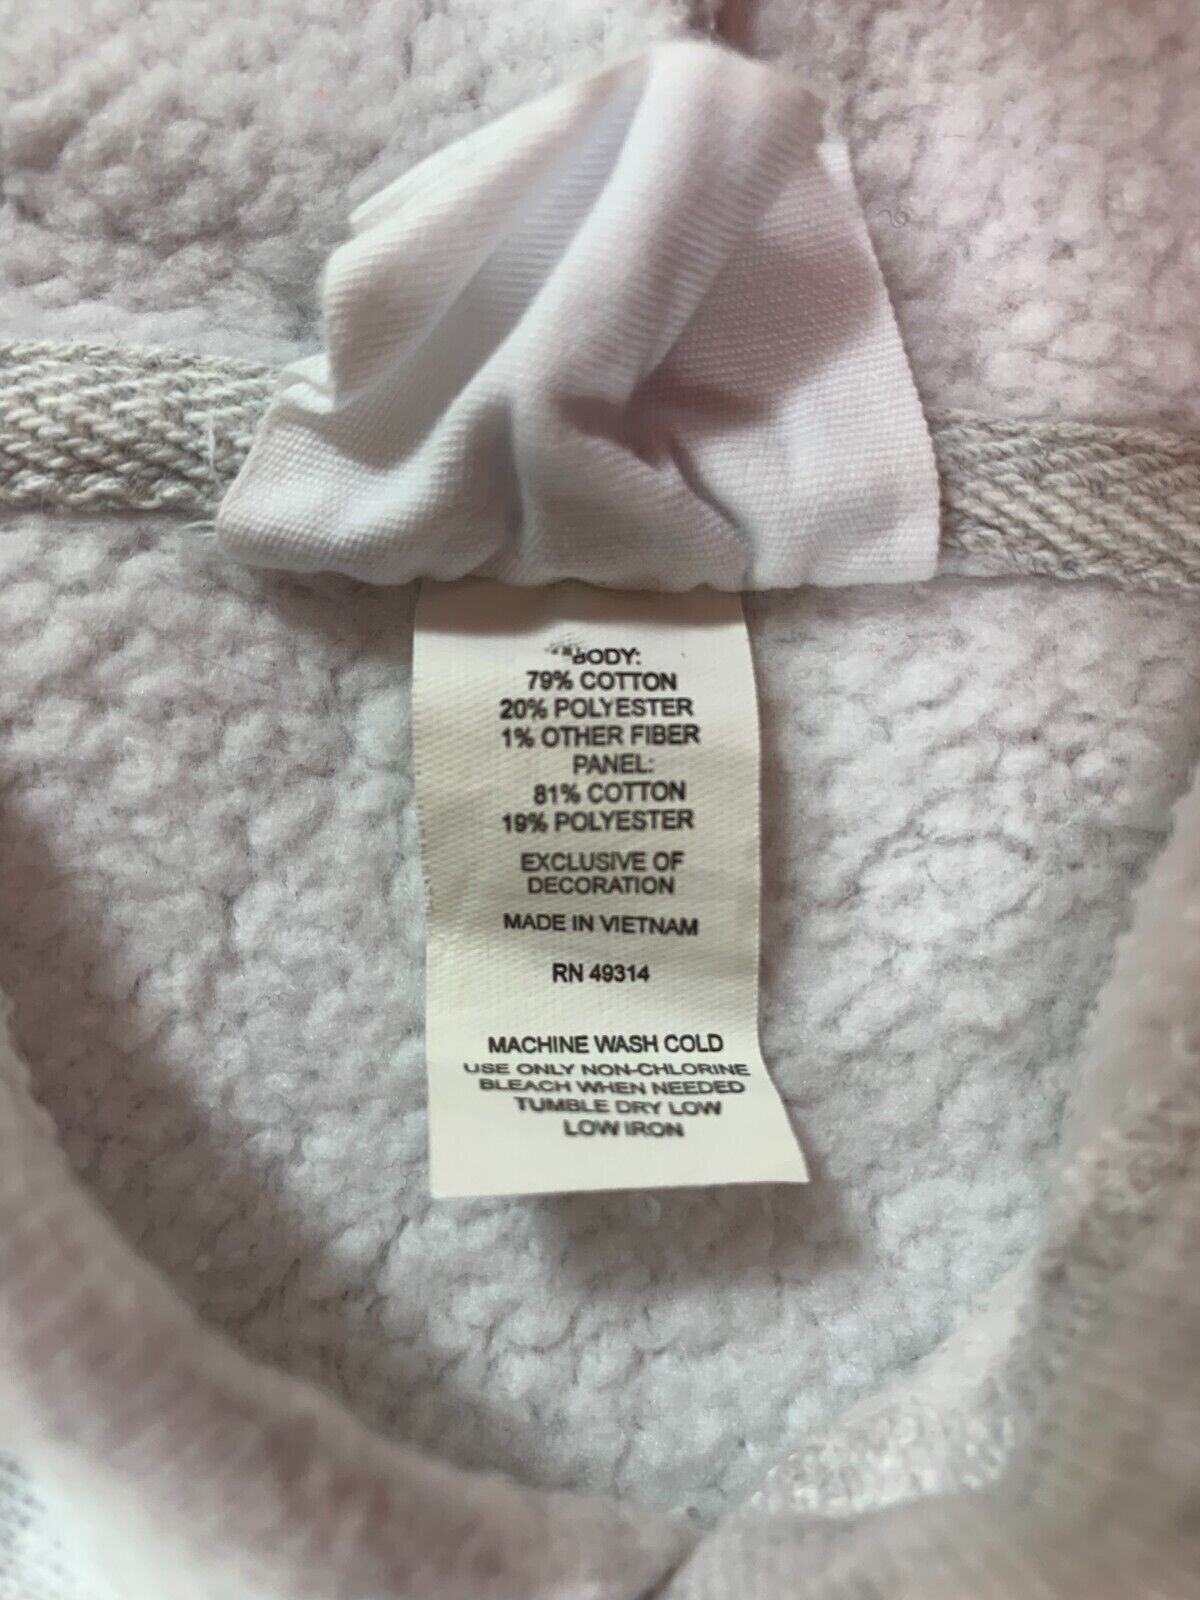 BODY:
79% COTTON
20% POLYESTER
1% OTHER FIBER
PANEL:
81% COTTON
19% POLYESTER
EXCLUSIVE OF
DECORATION
MADE IN VIETNAM
RN 49314
MACHINE WASH COLD
USE ONLY NON-CHLORINE
BLEACH WHEN NEEDED
TUMBLE DRY LOW
LOW IRON